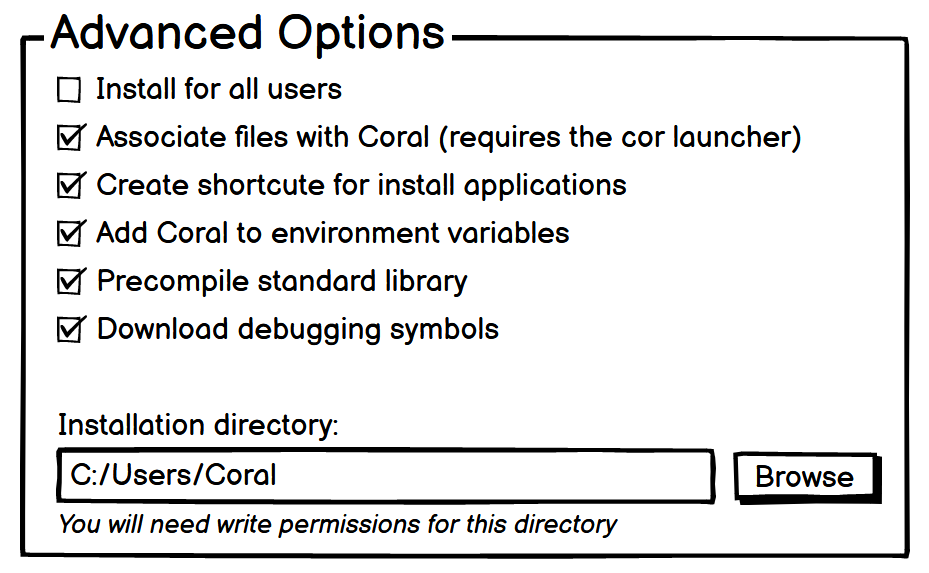 Advanced Options
Install for all users
Associate files with Coral (requires the cor launcher)
Create shortcute for install applications
Add Coral to environment variables
Precompile standard library
Download debugging symbols
Installation directory:
C:/Users/Coral
Browse
You will need write permissions for this directory